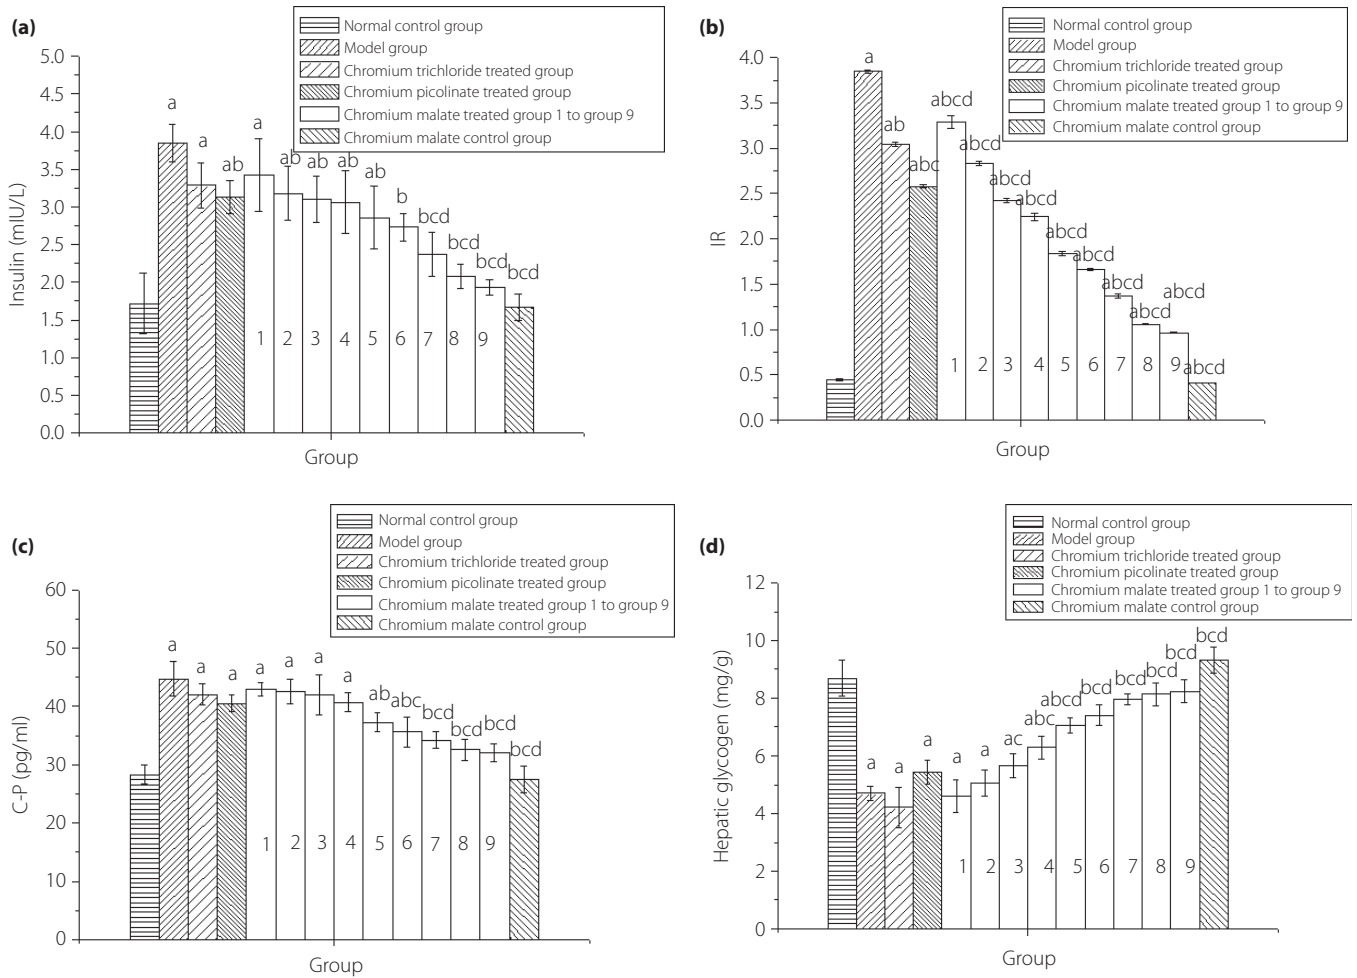 (a)
Normal control group
Model group
Chromium trichloride treated group
Chromium picolinate treated group
Chromium malate treated group 1 to group 9
Chromium malate control group
5.0
4.5
4.0
3.5
3.0
2.5
2.0
1.5
1.0
0.5
0.0
Insulin (mIU/L)
a
a
ab
a
ab
ab
ab
ab
b
bcd
bcd
bcd
bcd
1
2
3
4
5
6
7
8
9
Group
(b)
Normal control group
Model group
Chromium trichloride treated group
Chromium picolinate treated group
Chromium malate treated group 1 to group 9
Chromium malate control group
4.0
3.5
3.0
2.5
2.0
1.5
1.0
0.5
0.0
IR
a
ab
abc
abcd
abcd
abcd
abcd
abcd
abcd
abcd
abcd
abcd
abcd
1
2
3
4
5
6
7
8
9
Group
(c)
Normal control group
Model group
Chromium trichloride treated group
Chromium picolinate treated group
Chromium malate treated group 1 to group 9
Chromium malate control group
60
50
40
30
20
10
0
C-P (pg/ml)
a
a
a
a
a
a
a
ab
abc
bcd
bcd
bcd
bcd
1
2
3
4
5
6
7
8
9
Group
(d)
Normal control group
Model group
Chromium trichloride treated group
Chromium picolinate treated group
Chromium malate treated group 1 to group 9
Chromium malate control group
12
10
8
6
4
2
0
Hepatic glycogen (mg/g)
a
a
a
a
a
ac
abc
abcd
bcd
bcd
bcd
bcd
bcd
1
2
3
4
5
6
7
8
9
Group